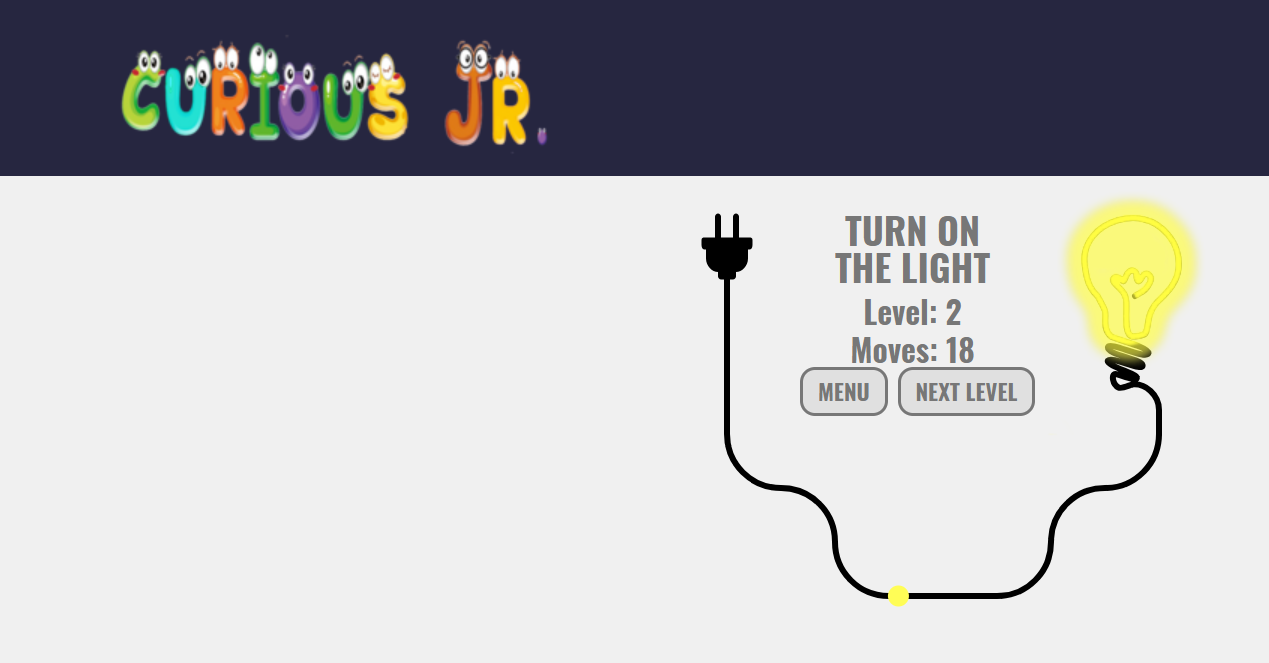 CURIOUS JR.
TURN ON
THE LIGHT
Level: 2
Moves: 18
MENU
NEXT LEVEL